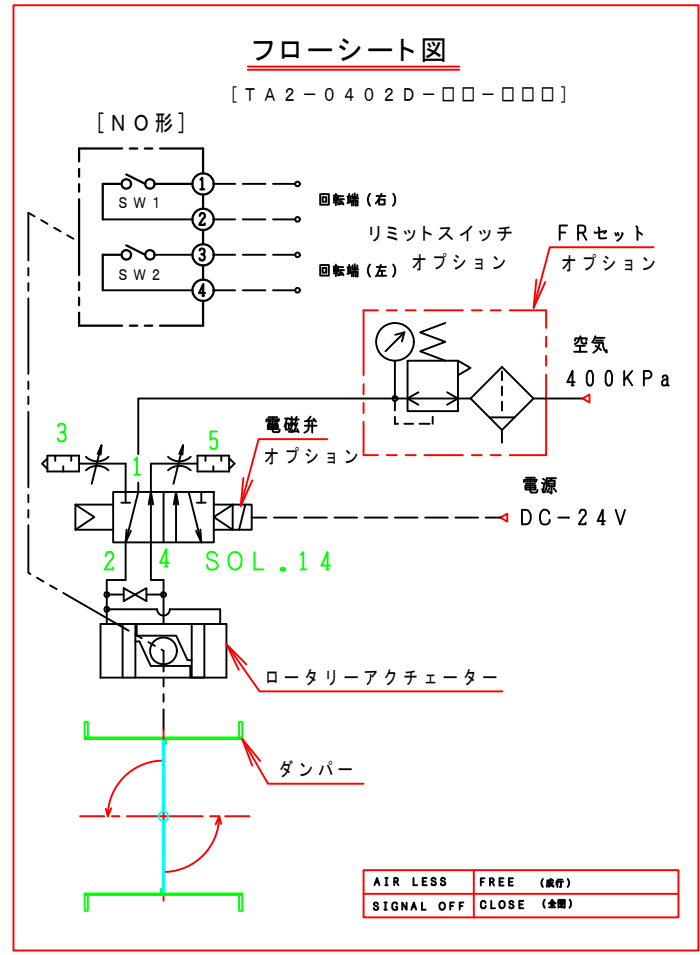 フローシート図
[TA2-0402D-□□-□□□]
[NO形]
SW1
1
2
回転端(右)
SW2
3
4
回転端(左)
リミットスイッチ
オプション
FRセット
オプション
空気
400KPa
電磁弁
オプション
3
1
5
電源
DC-24V
2
4
SOL.14
ロータリーアクチェーター
ダンパー
AIR LESS FREE (成行)
SIGNAL OFF CLOSE (全閉)